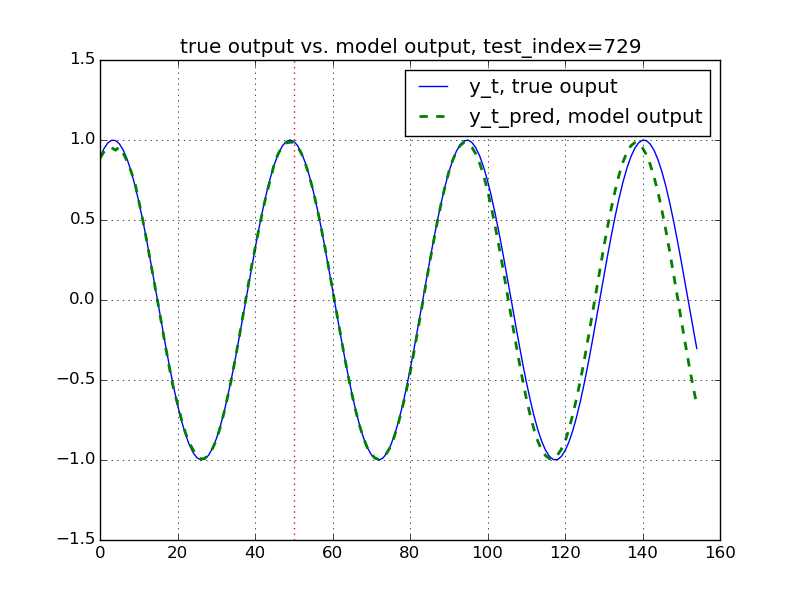 true output vs. model output, test_index=729
y_t, true ouput
y_t_pred, model output
1.5
1.0
0.5
0.0
−0.5
−1.0
−1.5
0 20 40 60 80 100 120 140 160